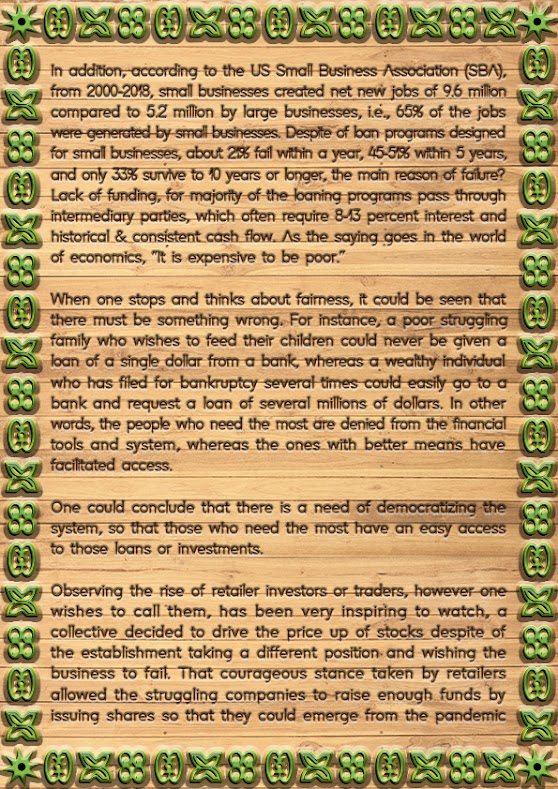 In addition, according to the US Small Business Association (SBA),
from 2000-2018, small businesses created net new jobs of 9.6 million
compared to 5.2 million by large businesses, i.e., 65% of the jobs
were generated by small businesses. Despite of loan programs designed
for small businesses, about 21% fail within a year, 45-51% within 5 years,
and only 33% survive to 10 years or longer, the main reason of failure?
Lack of funding, for majority of the loaning programs pass through
intermediary parties, which often require 8-13 percent interest and
historical & consistent cash flow. As the saying goes in the world
of economics, "It is expensive to be poor."
When one stops and thinks about fairness, it could be seen that
there must be something wrong. For instance, a poor struggling
family who wishes to feed their children could never be given a
loan of a single dollar from a bank, whereas a wealthy individual
who has filed for bankruptcy several times could easily go to a
bank and request a loan of several millions of dollars. In other
words, the people who need the most are denied from the financial
tools and system, whereas the ones with better means have
facilitated access.
One could conclude that there is a need of democratizing the
system, so that those who need the most have an easy access
to those loans or investments.
Observing the rise of retailer investors or traders, however one
wishes to call them, has been very inspiring to watch, a
collective decided to drive the price up of stocks despite of
the establishment taking a different position and wishing the
business to fail. That courageous stance taken by retailers
allowed the struggling companies to raise enough funds by
issuing shares so that they could emerge from the pandemic